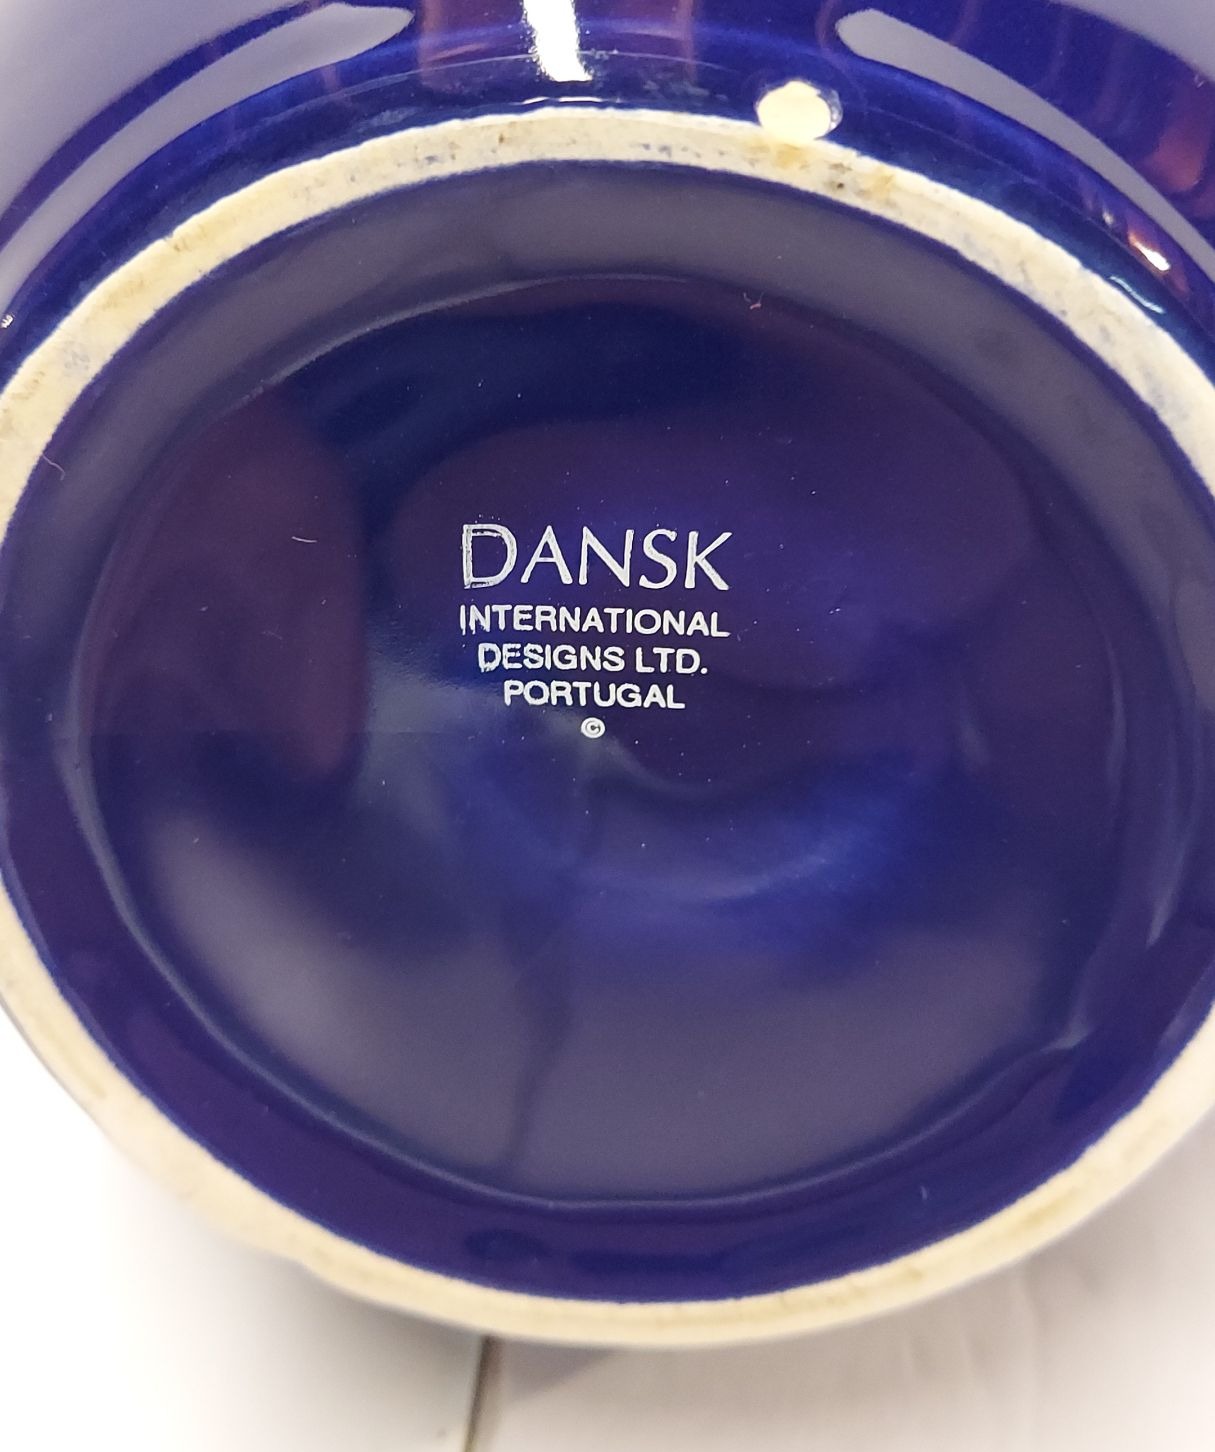 DANSK
INTERNATIONAL
DESIGNS LTD.
PORTUGAL
©